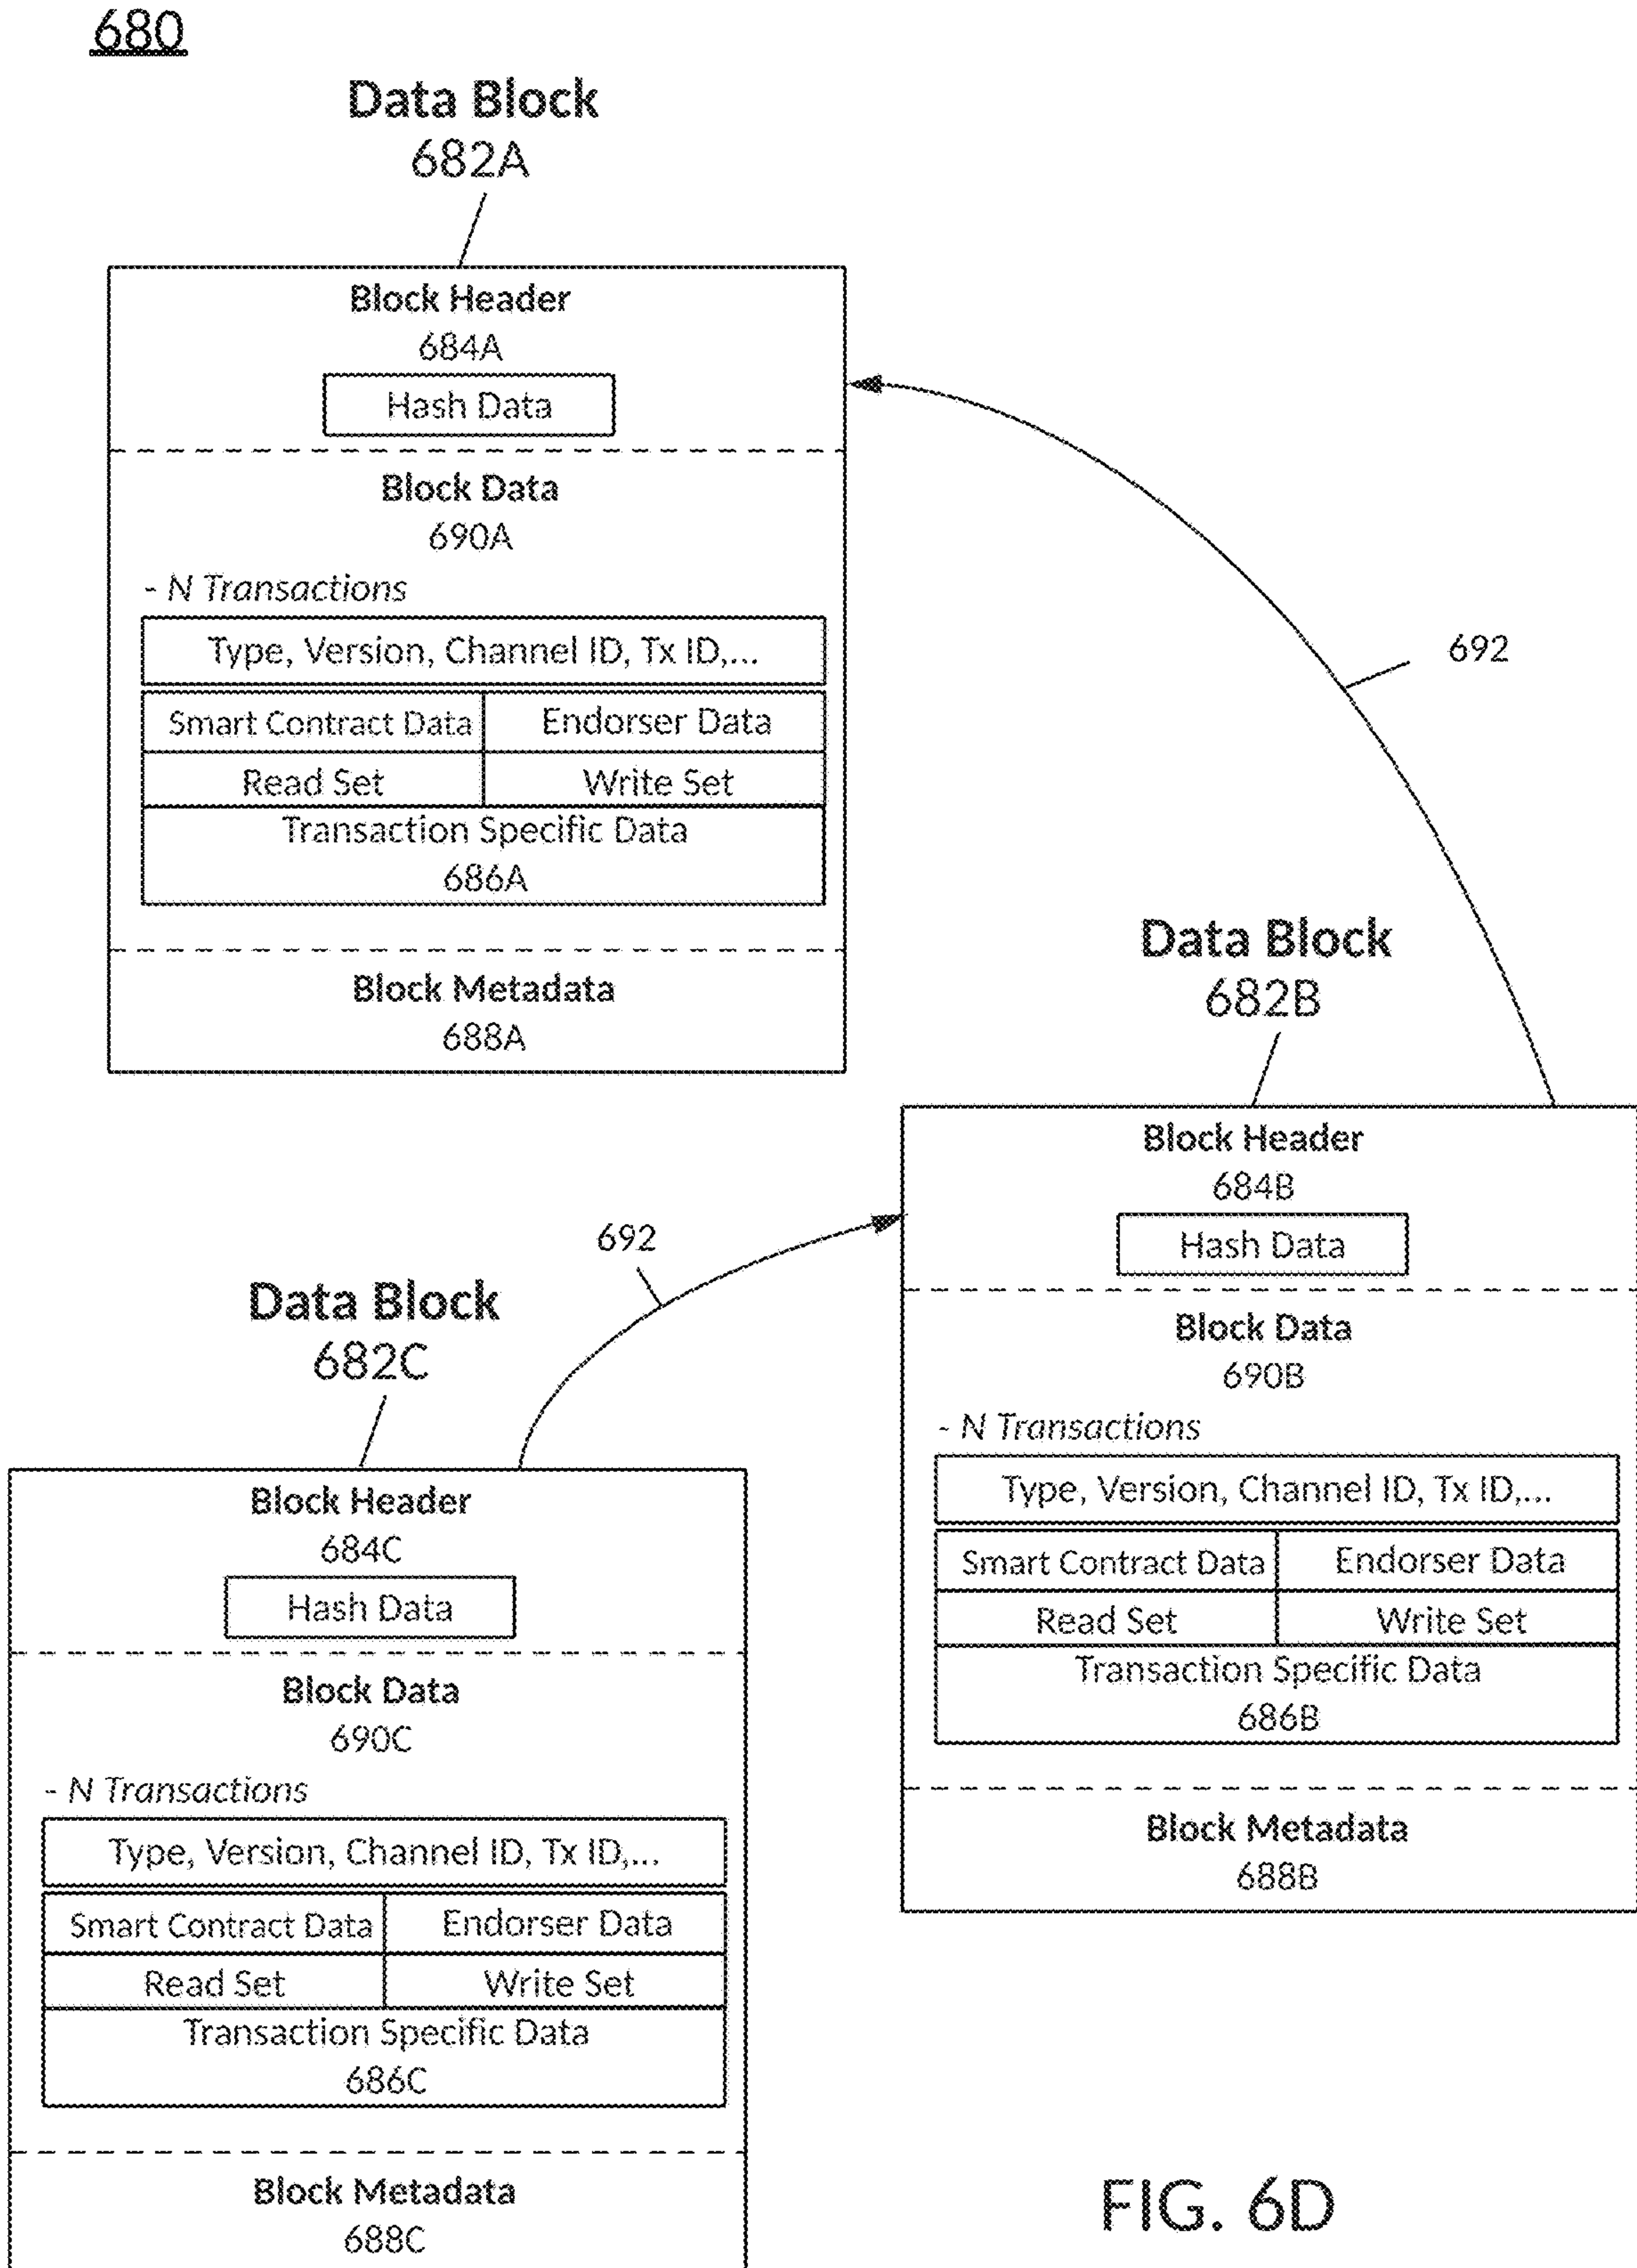 680
Data Block
682A
Block Header
684A
Hash Data
Block Data
690A
- N Transactions
Type, Version, Channel ID, Tx ID,...
Smart Contract Data Endorser Data
Read Set Write Set
Transaction Specific Data
686A
Block Metadata
688A
692
Data Block
682B
Block Header
684B
Hash Data
Block Data
690B
- N Transactions
Type, Version, Channel ID, Tx ID,...
Smart Contract Data Endorser Data
Read Set Write Set
Transaction Specific Data
686B
Block Metadata
688B
692
Data Block
682C
Block Header
684C
Hash Data
Block Data
690C
- N Transactions
Type, Version, Channel ID, Tx ID,...
Smart Contract Data Endorser Data
Read Set Write Set
Transaction Specific Data
686C
Block Metadata
688C
FIG. 6D